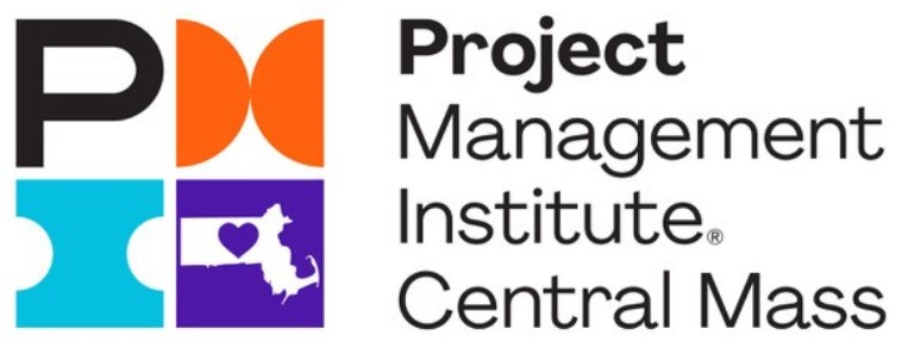 P
Project
Management
Institute®
Central Mass